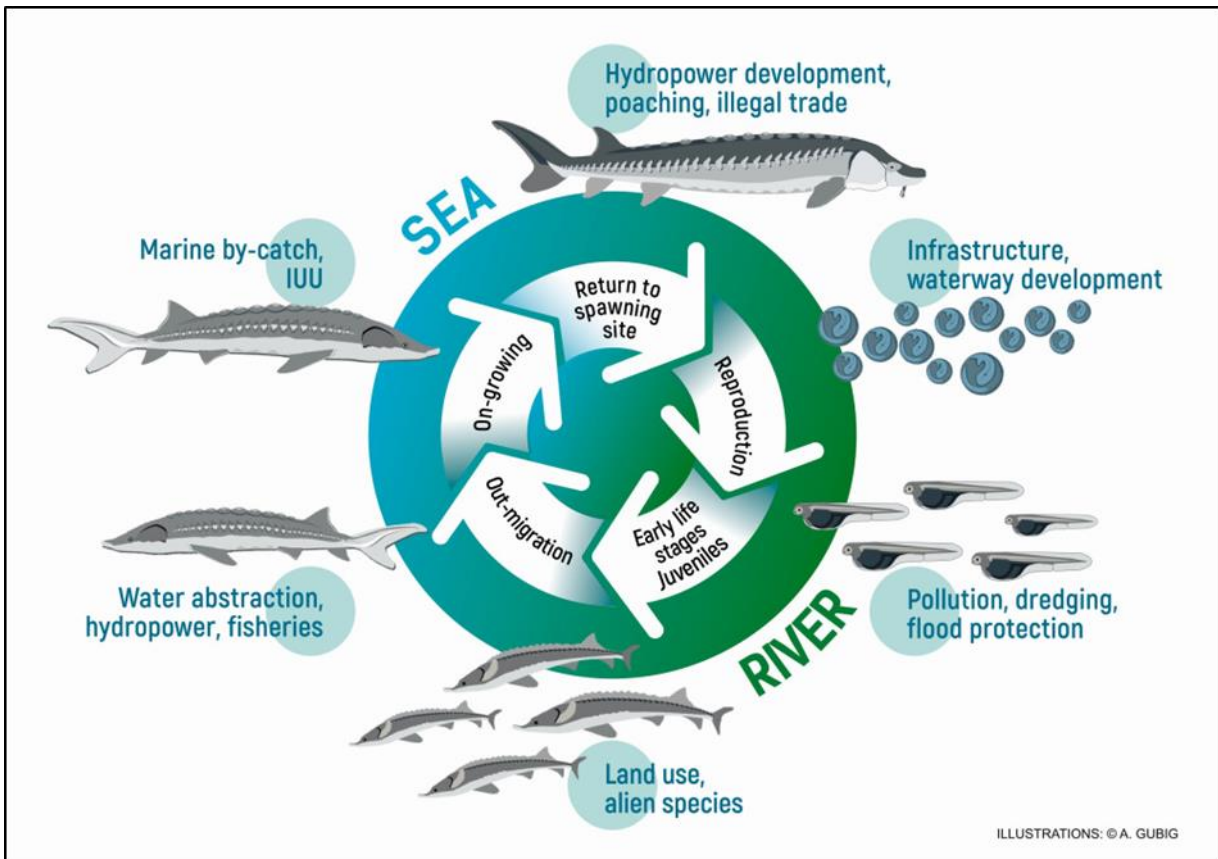 Hydropower development,
poaching, illegal trade
SEA
Marine by-catch,
IUU
Infrastructure,
waterway development
Return to
spawning
site
On-growing
Reproduction
Out-migration
Early life
stages
Juveniles
Water abstraction,
hydropower, fisheries
Pollution, dredging,
flood protection
RIVER
Land use,
alien species
ILLUSTRATIONS: © A. GUBIG